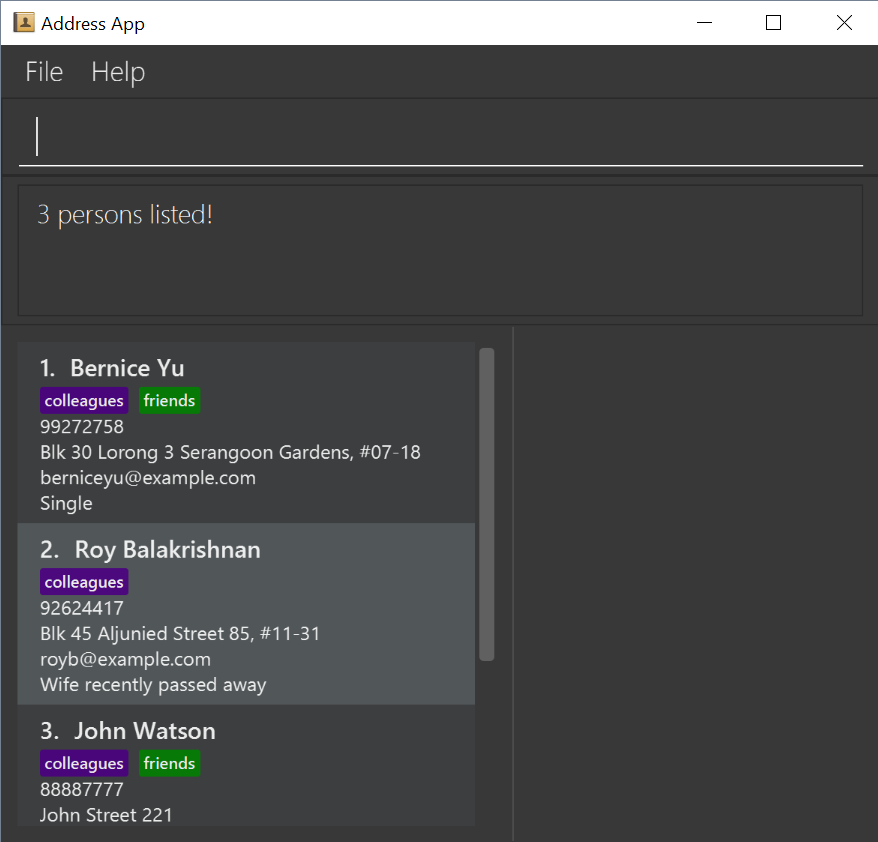 Address App
File Help
3 persons listed!
1. Bernice Yu
colleagues friends
99272758
Blk 30 Lorong 3 Serangoon Gardens, #07-18
berniceyu@example.com
Single
2. Roy Balakrishnan
colleagues
92624417
Blk 45 Aljunied Street 85, #11-31
royb@example.com
Wife recently passed away
3. John Watson
colleagues friends
88887777
John Street 221